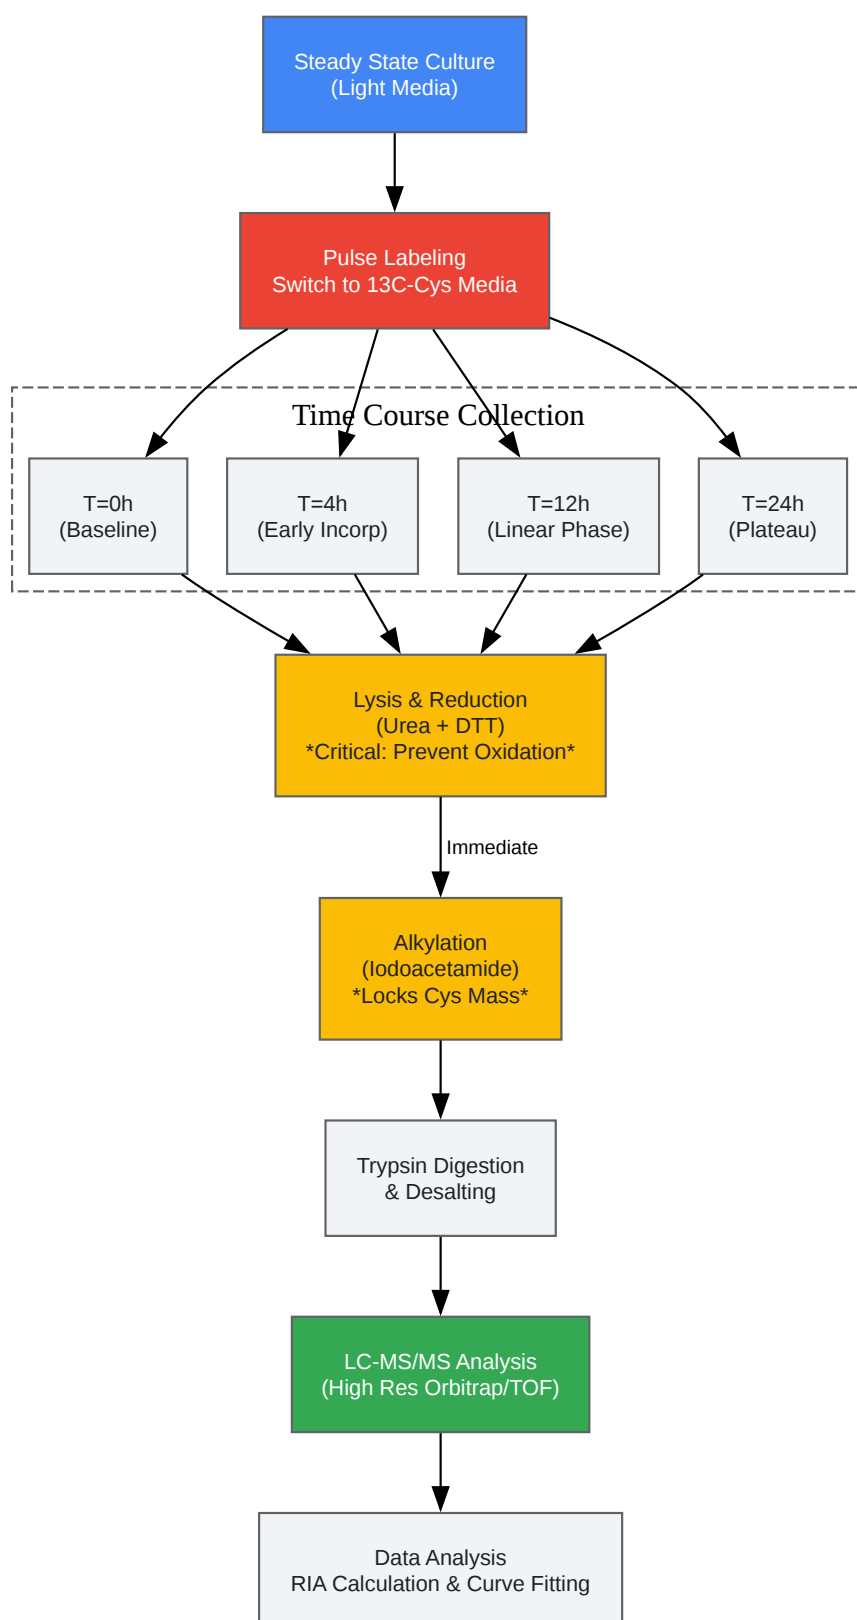 Steady State Culture
(Light Media)
Pulse Labeling
Switch to 13C-Cys Media
Time Course Collection
T=0h
(Baseline)
T=4h
(Early Incorp)
T=12h
(Linear Phase)
T=24h
(Plateau)
Lysis & Reduction
(Urea + DTT)
*Critical: Prevent Oxidation*
Immediate
Alkylation
(Iodoacetamide)
*Locks Cys Mass*
Trypsin Digestion
& Desalting
LC-MS/MS Analysis
(High Res Orbitrap/TOF)
Data Analysis
RIA Calculation & Curve Fitting